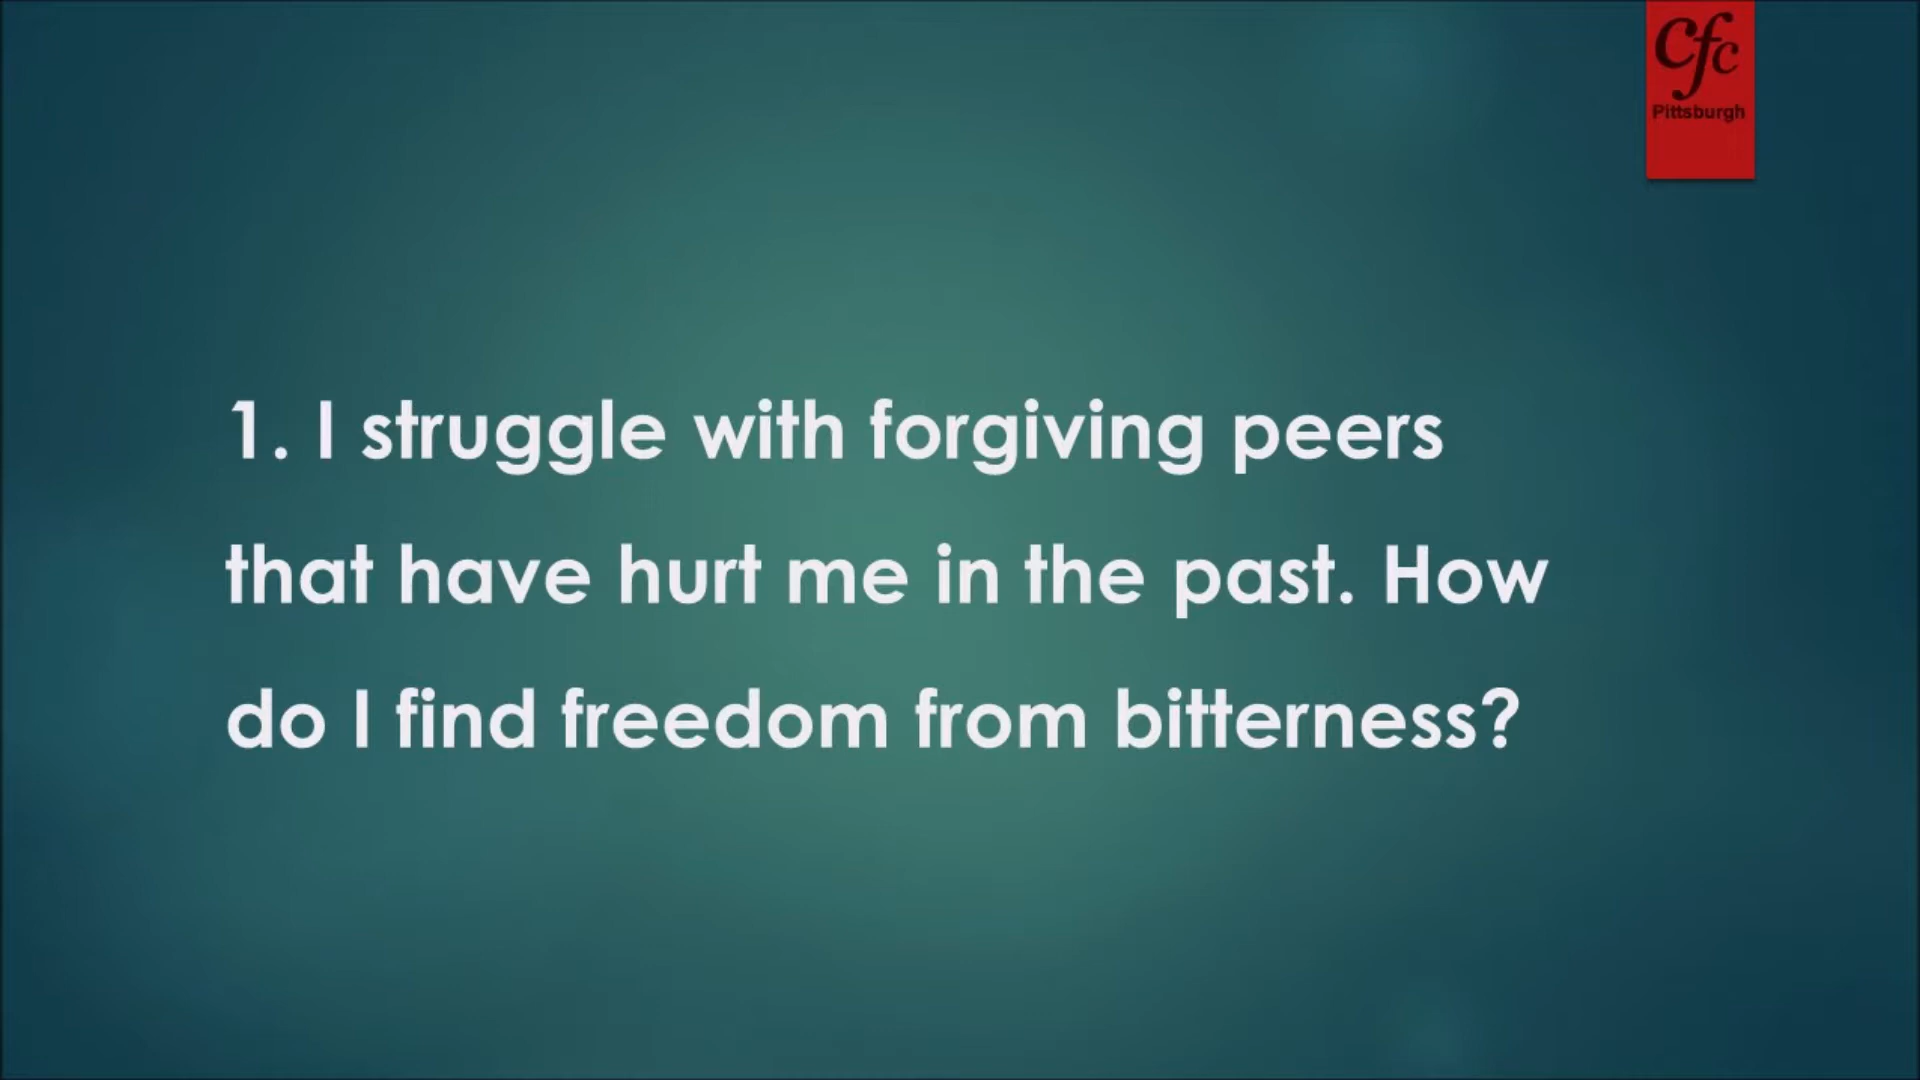 cfc
Pittsburgh
1. I struggle with forgiving peers
that have hurt me in the past. How
do I find freedom from bitterness?